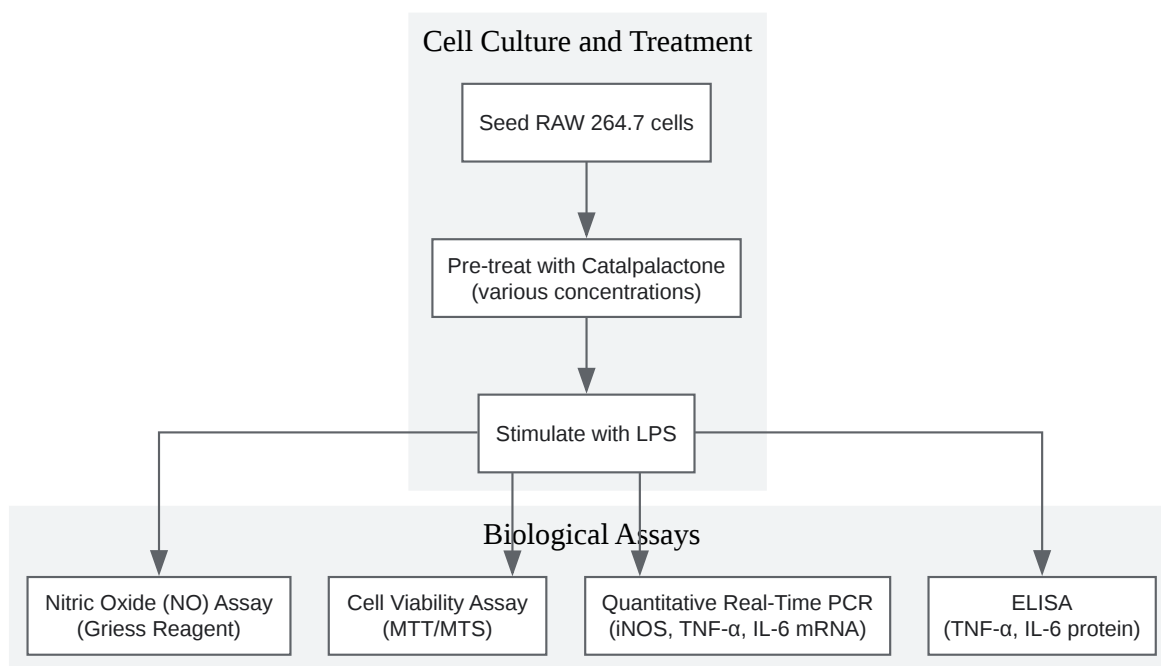 Cell Culture and Treatment
Seed RAW 264.7 cells
Pre-treat with Catalpalactone
(various concentrations)
Stimulate with LPS
Biological Assays
Nitric Oxide (NO) Assay
(Griess Reagent)
Cell Viability Assay
(MTT/MTS)
Quantitative Real-Time PCR
(iNOS, TNF-α, IL-6 mRNA)
ELISA
(TNF-α, IL-6 protein)